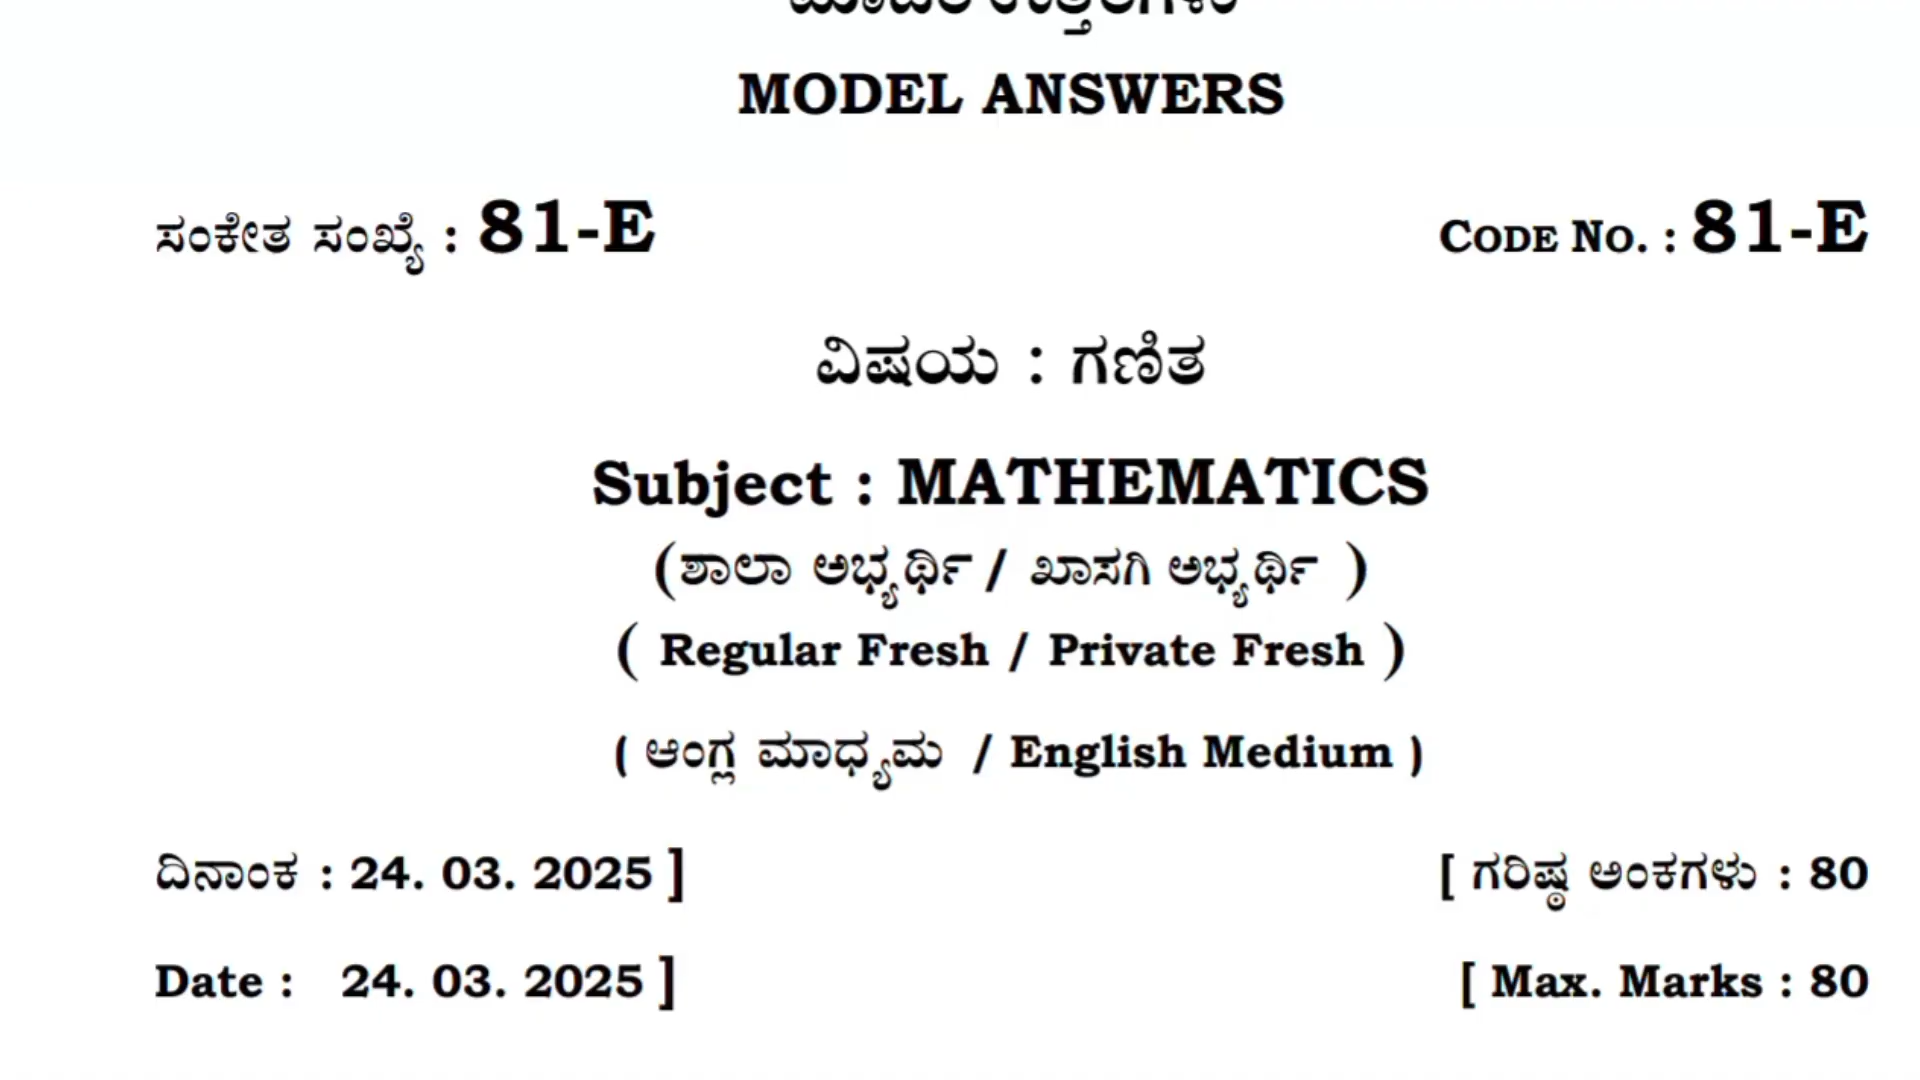 MODEL ANSWERS
ಸಂಕೇತ ಸಂಖ್ಯೆ : 81-E
CODE NO. : 81-E
ವಿಷಯ : ಗಣಿತ
Subject : MATHEMATICS
(ಶಾಲಾ ಅಭ್ಯರ್ಥಿ / ಖಾಸಗಿ ಅಭ್ಯರ್ಥಿ )
( Regular Fresh / Private Fresh )
( ಆಂಗ್ಲ ಮಾಧ್ಯಮ / English Medium )
ದಿನಾಂಕ : 24. 03. 2025 ]
[ ಗರಿಷ್ಠ ಅಂಕಗಳು : 80
Date : 24. 03. 2025 ]
[ Max. Marks : 80